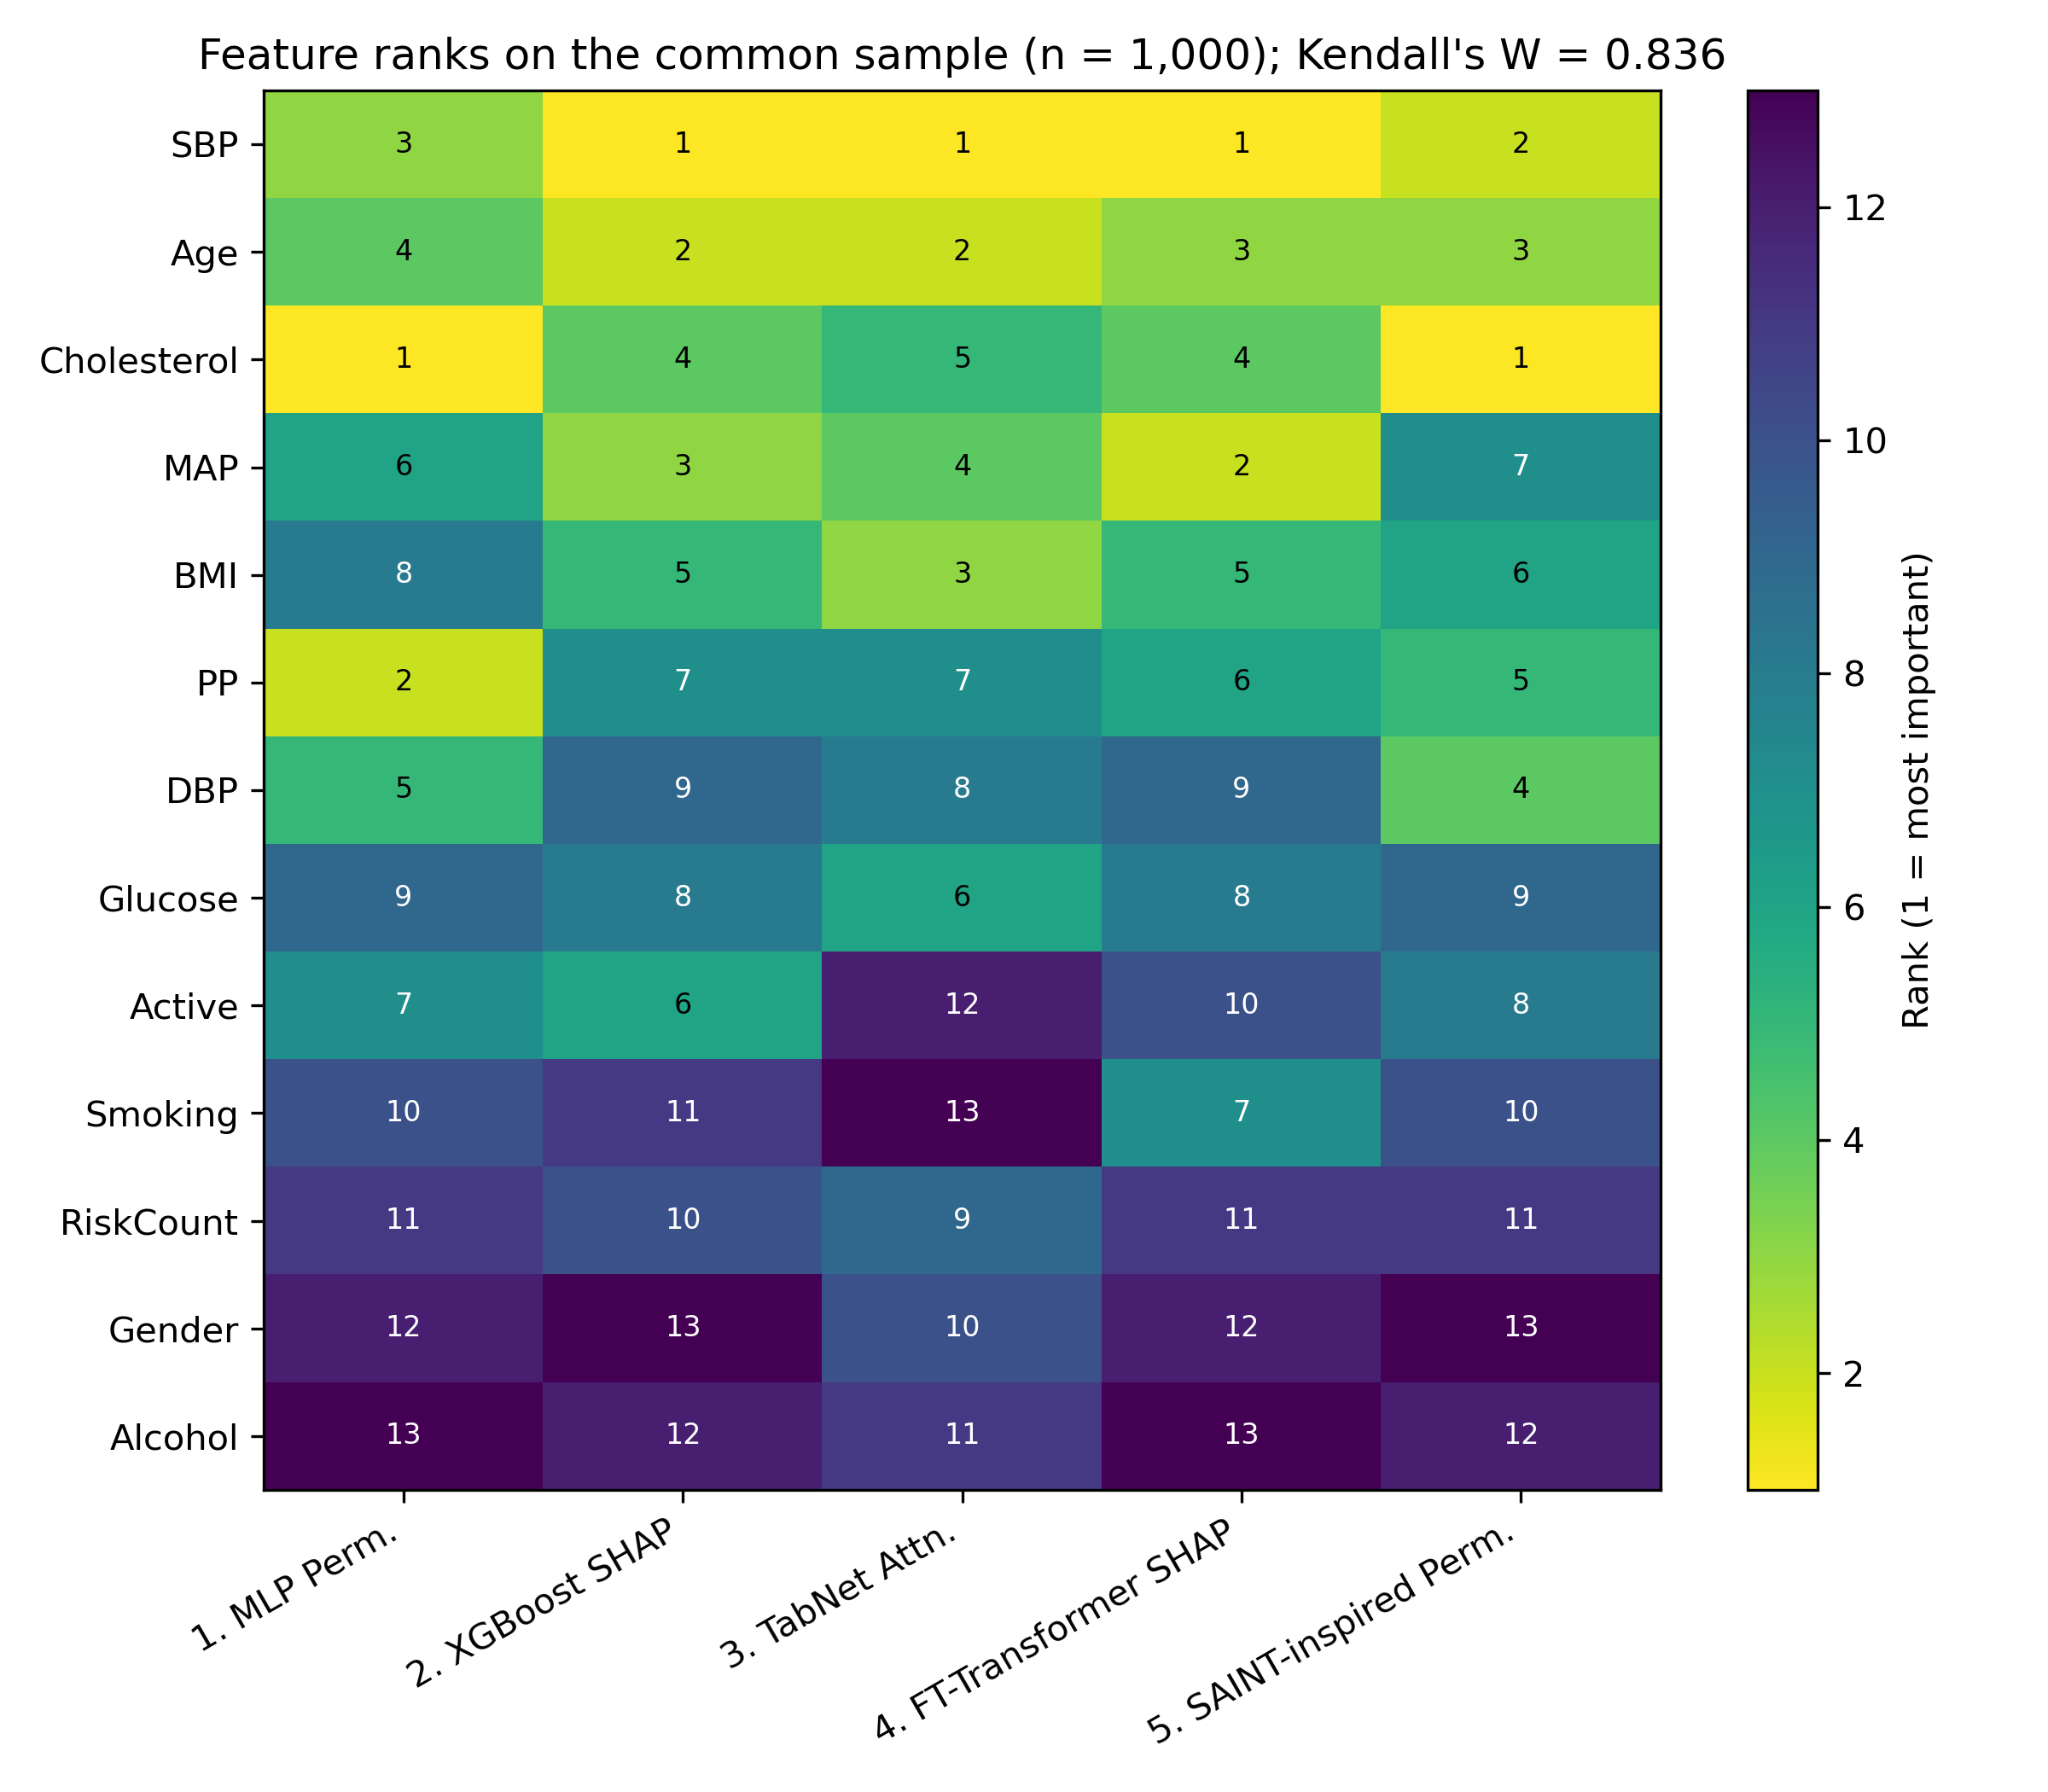 Feature ranks on the common sample (n = 1,000); Kendall's W = 0.836
SBP 3 1 1 1 2
Age 4 2 2 3 3
Cholesterol 1 4 5 4 1
MAP 6 3 4 2 7
BMI 8 5 3 5 6
PP 2 7 7 6 5
DBP 5 9 8 9 4
Glucose 9 8 6 8 9
Active 7 6 12 10 8
Smoking 10 11 13 7 10
RiskCount 11 10 9 11 11
Gender 12 13 10 12 13
Alcohol 13 12 11 13 12
1. MLP Perm.
2. XGBoost SHAP
3. TabNet Attn.
4. FT-Transformer SHAP
5. SAINT-inspired Perm.
12
10
8
6
4
2
Rank (1 = most important)